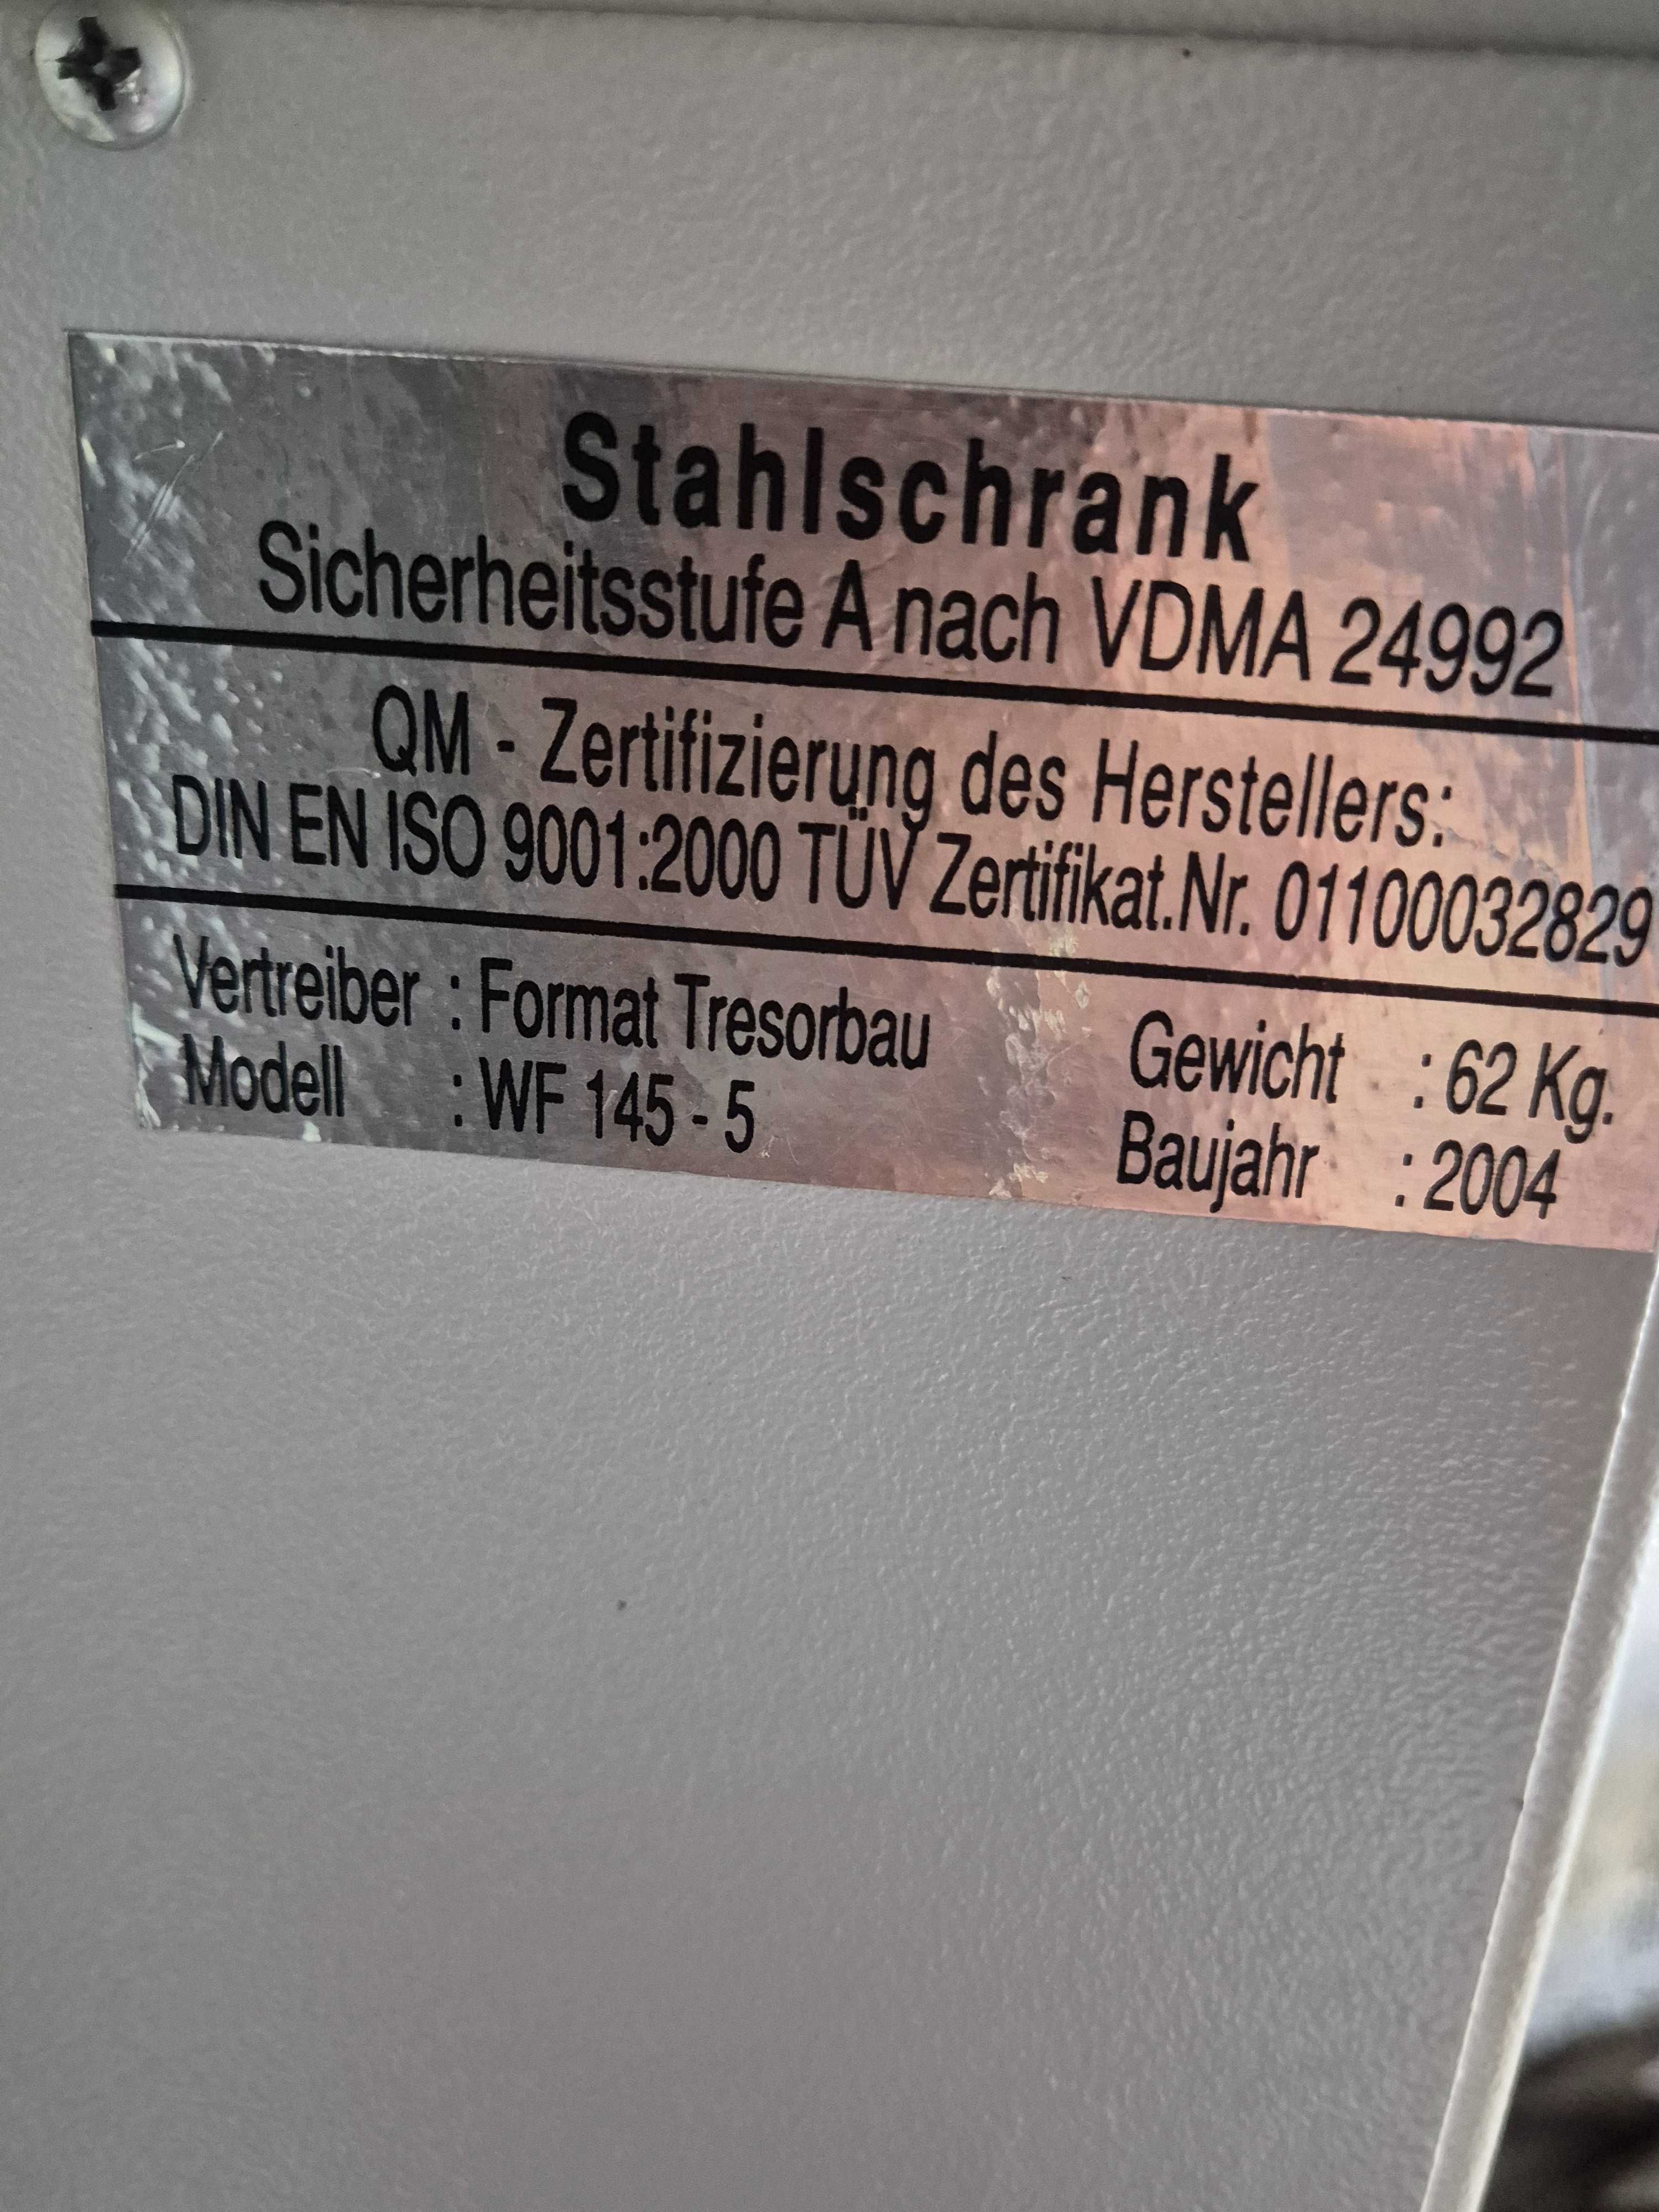 Stahlschrank
Sicherheitsstufe A nach VDMA 24992
QM - Zertifizierung des Herstellers:
DIN EN ISO 9001:2000 TÜV Zertifikat.Nr. 01100032829
Vertreiber : Format Tresorbau Gewicht : 62 Kg.
Modell : WF 145 - 5 Baujahr : 2004